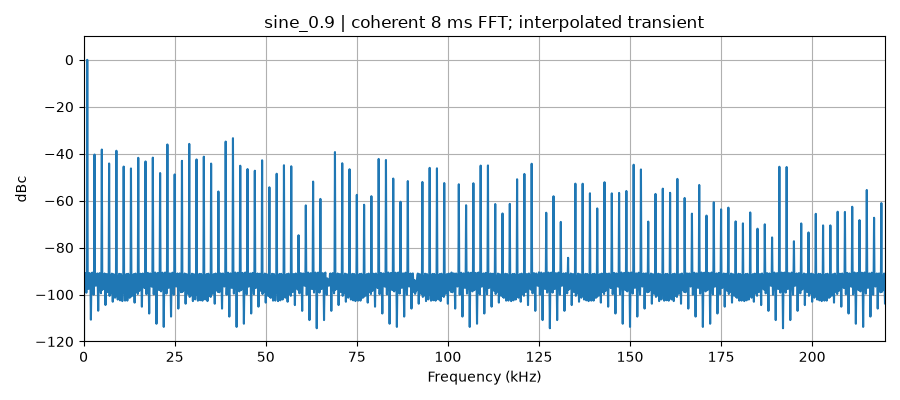 sine_0.9 | coherent 8 ms FFT; interpolated transient
dBc
0
−20
−40
−60
−80
−100
−120
0 25 50 75 100 125 150 175 200
Frequency (kHz)